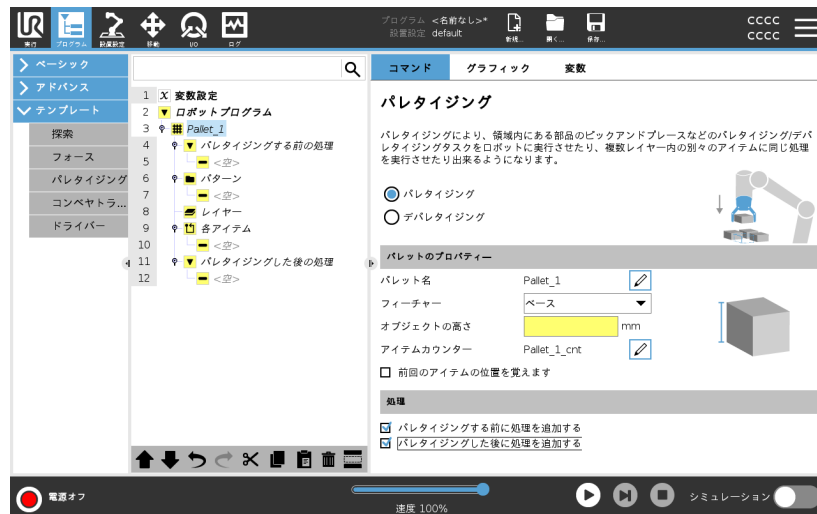 UR
実行
プログラム
設置設定
移動
I/O
ログ
プログラム <名前なし>*
設置設定 default
新規...
開く...
保存...
cccc
cccc
ベーシック
アドバンス
テンプレート
探索
フォース
パレタイジング
コンベヤトラ...
ドライバー
1 X 変数設定
2 ロボットプログラム
3 Pallet_1
4 パレタイジングする前の処理
5 <空>
6 パターン
7 <空>
8 レイヤー
9 各アイテム
10 <空>
11 パレタイジングした後の処理
12 <空>
コマンド グラフィック 変数
パレタイジング
パレタイジングにより、領域内にある部品のピックアンドプレースなどのパレタイジング/デパ
レタイジングタスクをロボットに実行させたり、複数レイヤー内の別々のアイテムに同じ処理
を実行させたり出来るようになります。
パレタイジング
デパレタイジング
パレットのプロパティー
パレット名 Pallet_1
フィーチャー ベース
オブジェクトの高さ mm
アイテムカウンター Pallet_1_cnt
前回のアイテムの位置を覚えます
処理
パレタイジングする前に処理を追加する
パレタイジングした後に処理を追加する
電源オフ
速度 100%
シミュレーション